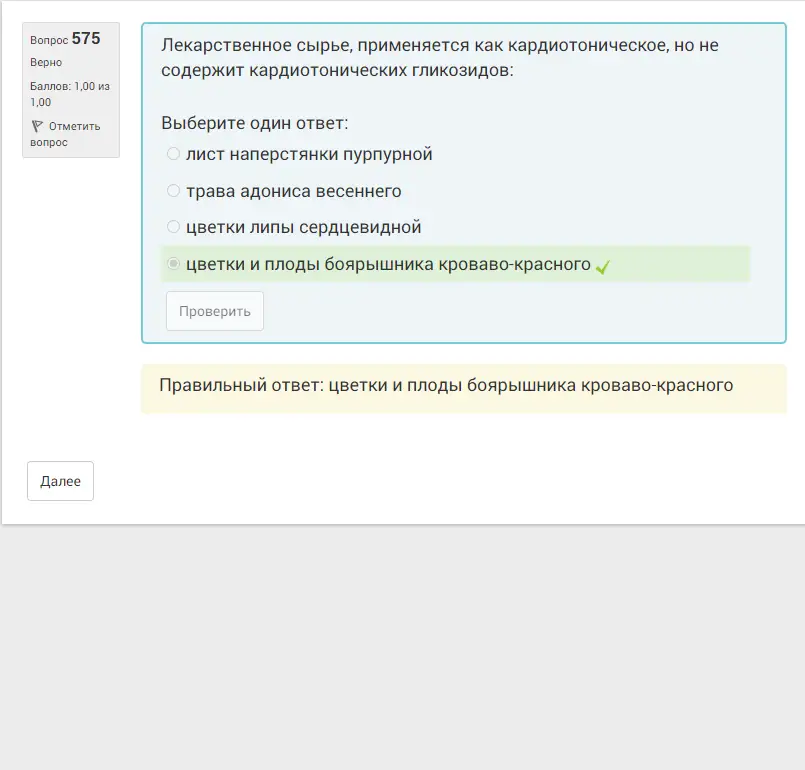 Вопрос 575
Верно
Баллов: 1,00 из
1,00
Отметить
вопрос
Лекарственное сырье, применяется как кардиотоническое, но не
содержит кардиотонических гликозидов:
Выберите один ответ:
лист наперстянки пурпурной
трава адониса весеннего
цветки липы сердцевидной
цветки и плоды боярышника кроваво-красного
Проверить
Правильный ответ: цветки и плоды боярышника кроваво-красного
Далее